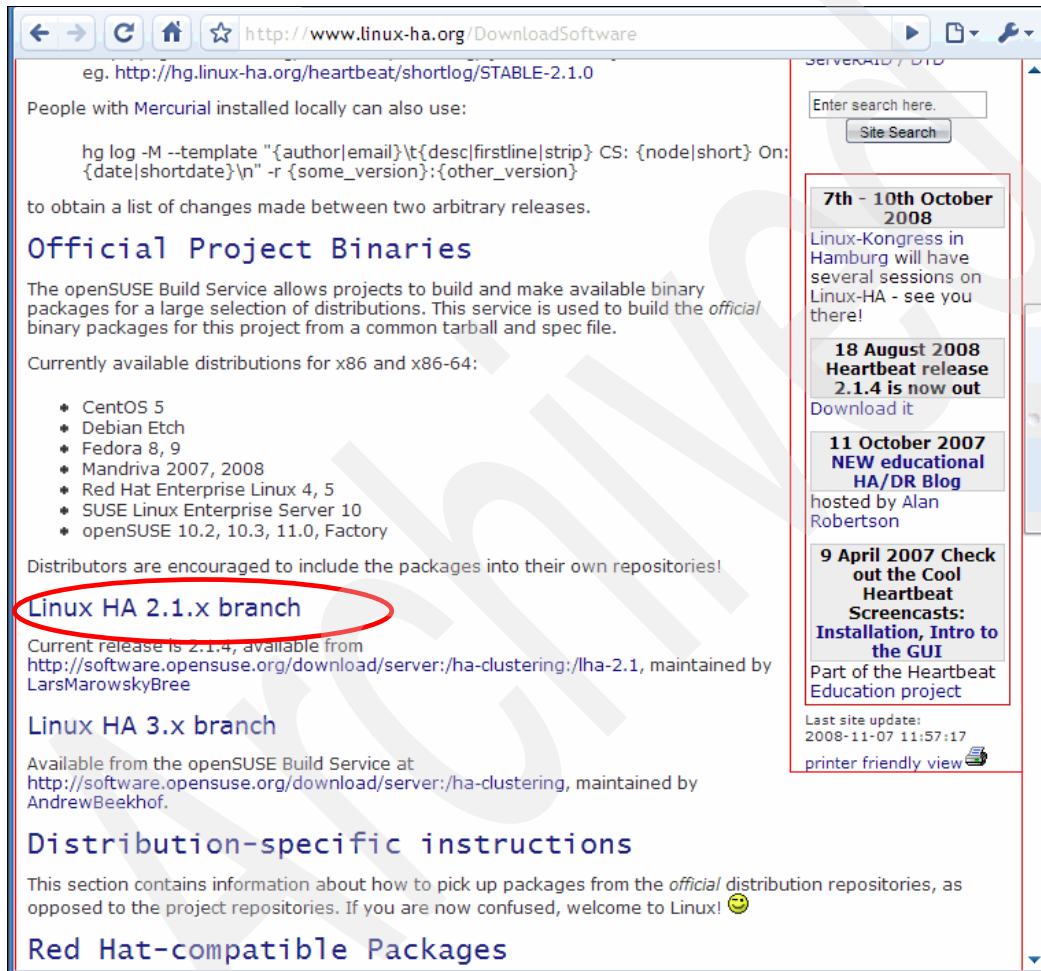 http://www.linux-ha.org/DownloadSoftware
eg. http://hg.linux-ha.org/heartbeat/shortlog/STABLE-2.1.0
People with Mercurial installed locally can also use:
hg log -M --template "{author|email}\t{desc|firstline|strip} CS: {node|short} On:
{date|shortdate}\n" -r {some_version}:{other_version}
to obtain a list of changes made between two arbitrary releases.
Official Project Binaries
The openSUSE Build Service allows projects to build and make available binary
packages for a large selection of distributions. This service is used to build the official
binary packages for this project from a common tarball and spec file.
Currently available distributions for x86 and x86-64:
CentOS 5
Debian Etch
Fedora 8, 9
Mandriva 2007, 2008
Red Hat Enterprise Linux 4, 5
SUSE Linux Enterprise Server 10
openSUSE 10.2, 10.3, 11.0, Factory
Distributors are encouraged to include the packages into their own repositories!
Linux HA 2.1.x branch
Current release is 2.1.4, available from
http://software.opensuse.org/download/server:/ha-clustering:/lha-2.1, maintained by
LarsMarowskyBree
Linux HA 3.x branch
Available from the openSUSE Build Service at
http://software.opensuse.org/download/server:/ha-clustering, maintained by
AndrewBeekhof.
Distribution-specific instructions
This section contains information about how to pick up packages from the official distribution repositories, as
opposed to the project repositories. If you are now confused, welcome to Linux!
Red Hat-compatible Packages
ServeRAID / DTD
Enter search here.
Site Search
7th - 10th October
2008
Linux-Kongress in
Hamburg will have
several sessions on
Linux-HA - see you
there!
18 August 2008
Heartbeat release
2.1.4 is now out
Download it
11 October 2007
NEW educational
HA/DR Blog
hosted by Alan
Robertson
9 April 2007 Check
out the Cool
Heartbeat
Screencasts:
Installation, Intro to
the GUI
Part of the Heartbeat
Education project
Last site update:
2008-11-07 11:57:17
printer friendly view
Archived